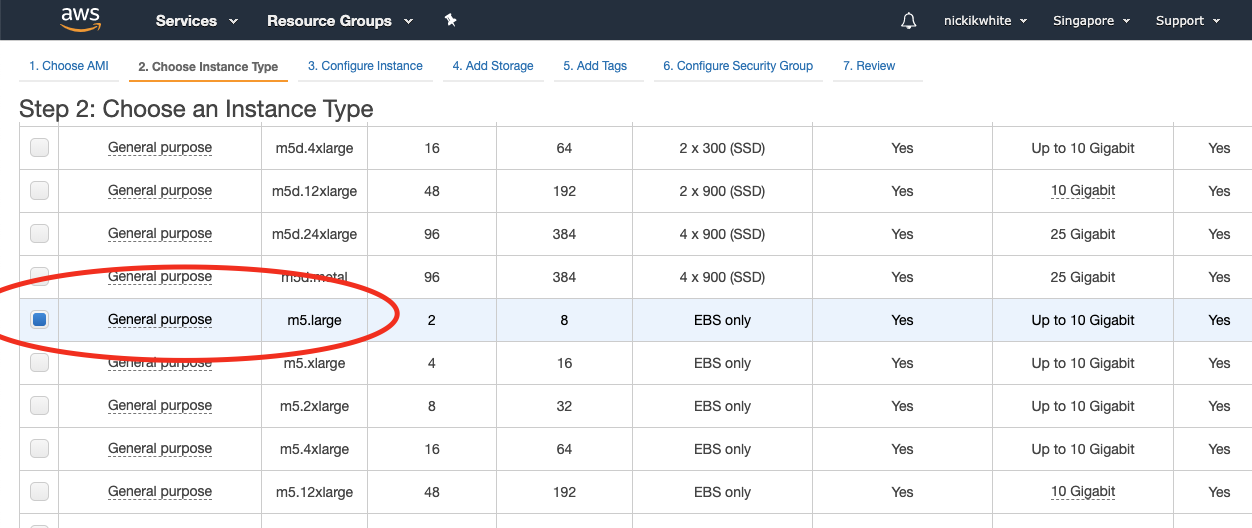 aws Services Resource Groups nickikwhite Singapore Support
1. Choose AMI 2. Choose Instance Type 3. Configure Instance 4. Add Storage 5. Add Tags 6. Configure Security Group 7. Review
Step 2: Choose an Instance Type
General purpose m5d.4xlarge 16 64 2 x 300 (SSD) Yes Up to 10 Gigabit Yes
General purpose m5d.12xlarge 48 192 2 x 900 (SSD) Yes 10 Gigabit Yes
General purpose m5d.24xlarge 96 384 4 x 900 (SSD) Yes 25 Gigabit Yes
General purpose m5d.metal 96 384 4 x 900 (SSD) Yes 25 Gigabit Yes
General purpose m5.large 2 8 EBS only Yes Up to 10 Gigabit Yes
General purpose m5.xlarge 4 16 EBS only Yes Up to 10 Gigabit Yes
General purpose m5.2xlarge 8 32 EBS only Yes Up to 10 Gigabit Yes
General purpose m5.4xlarge 16 64 EBS only Yes Up to 10 Gigabit Yes
General purpose m5.12xlarge 48 192 EBS only Yes 10 Gigabit Yes